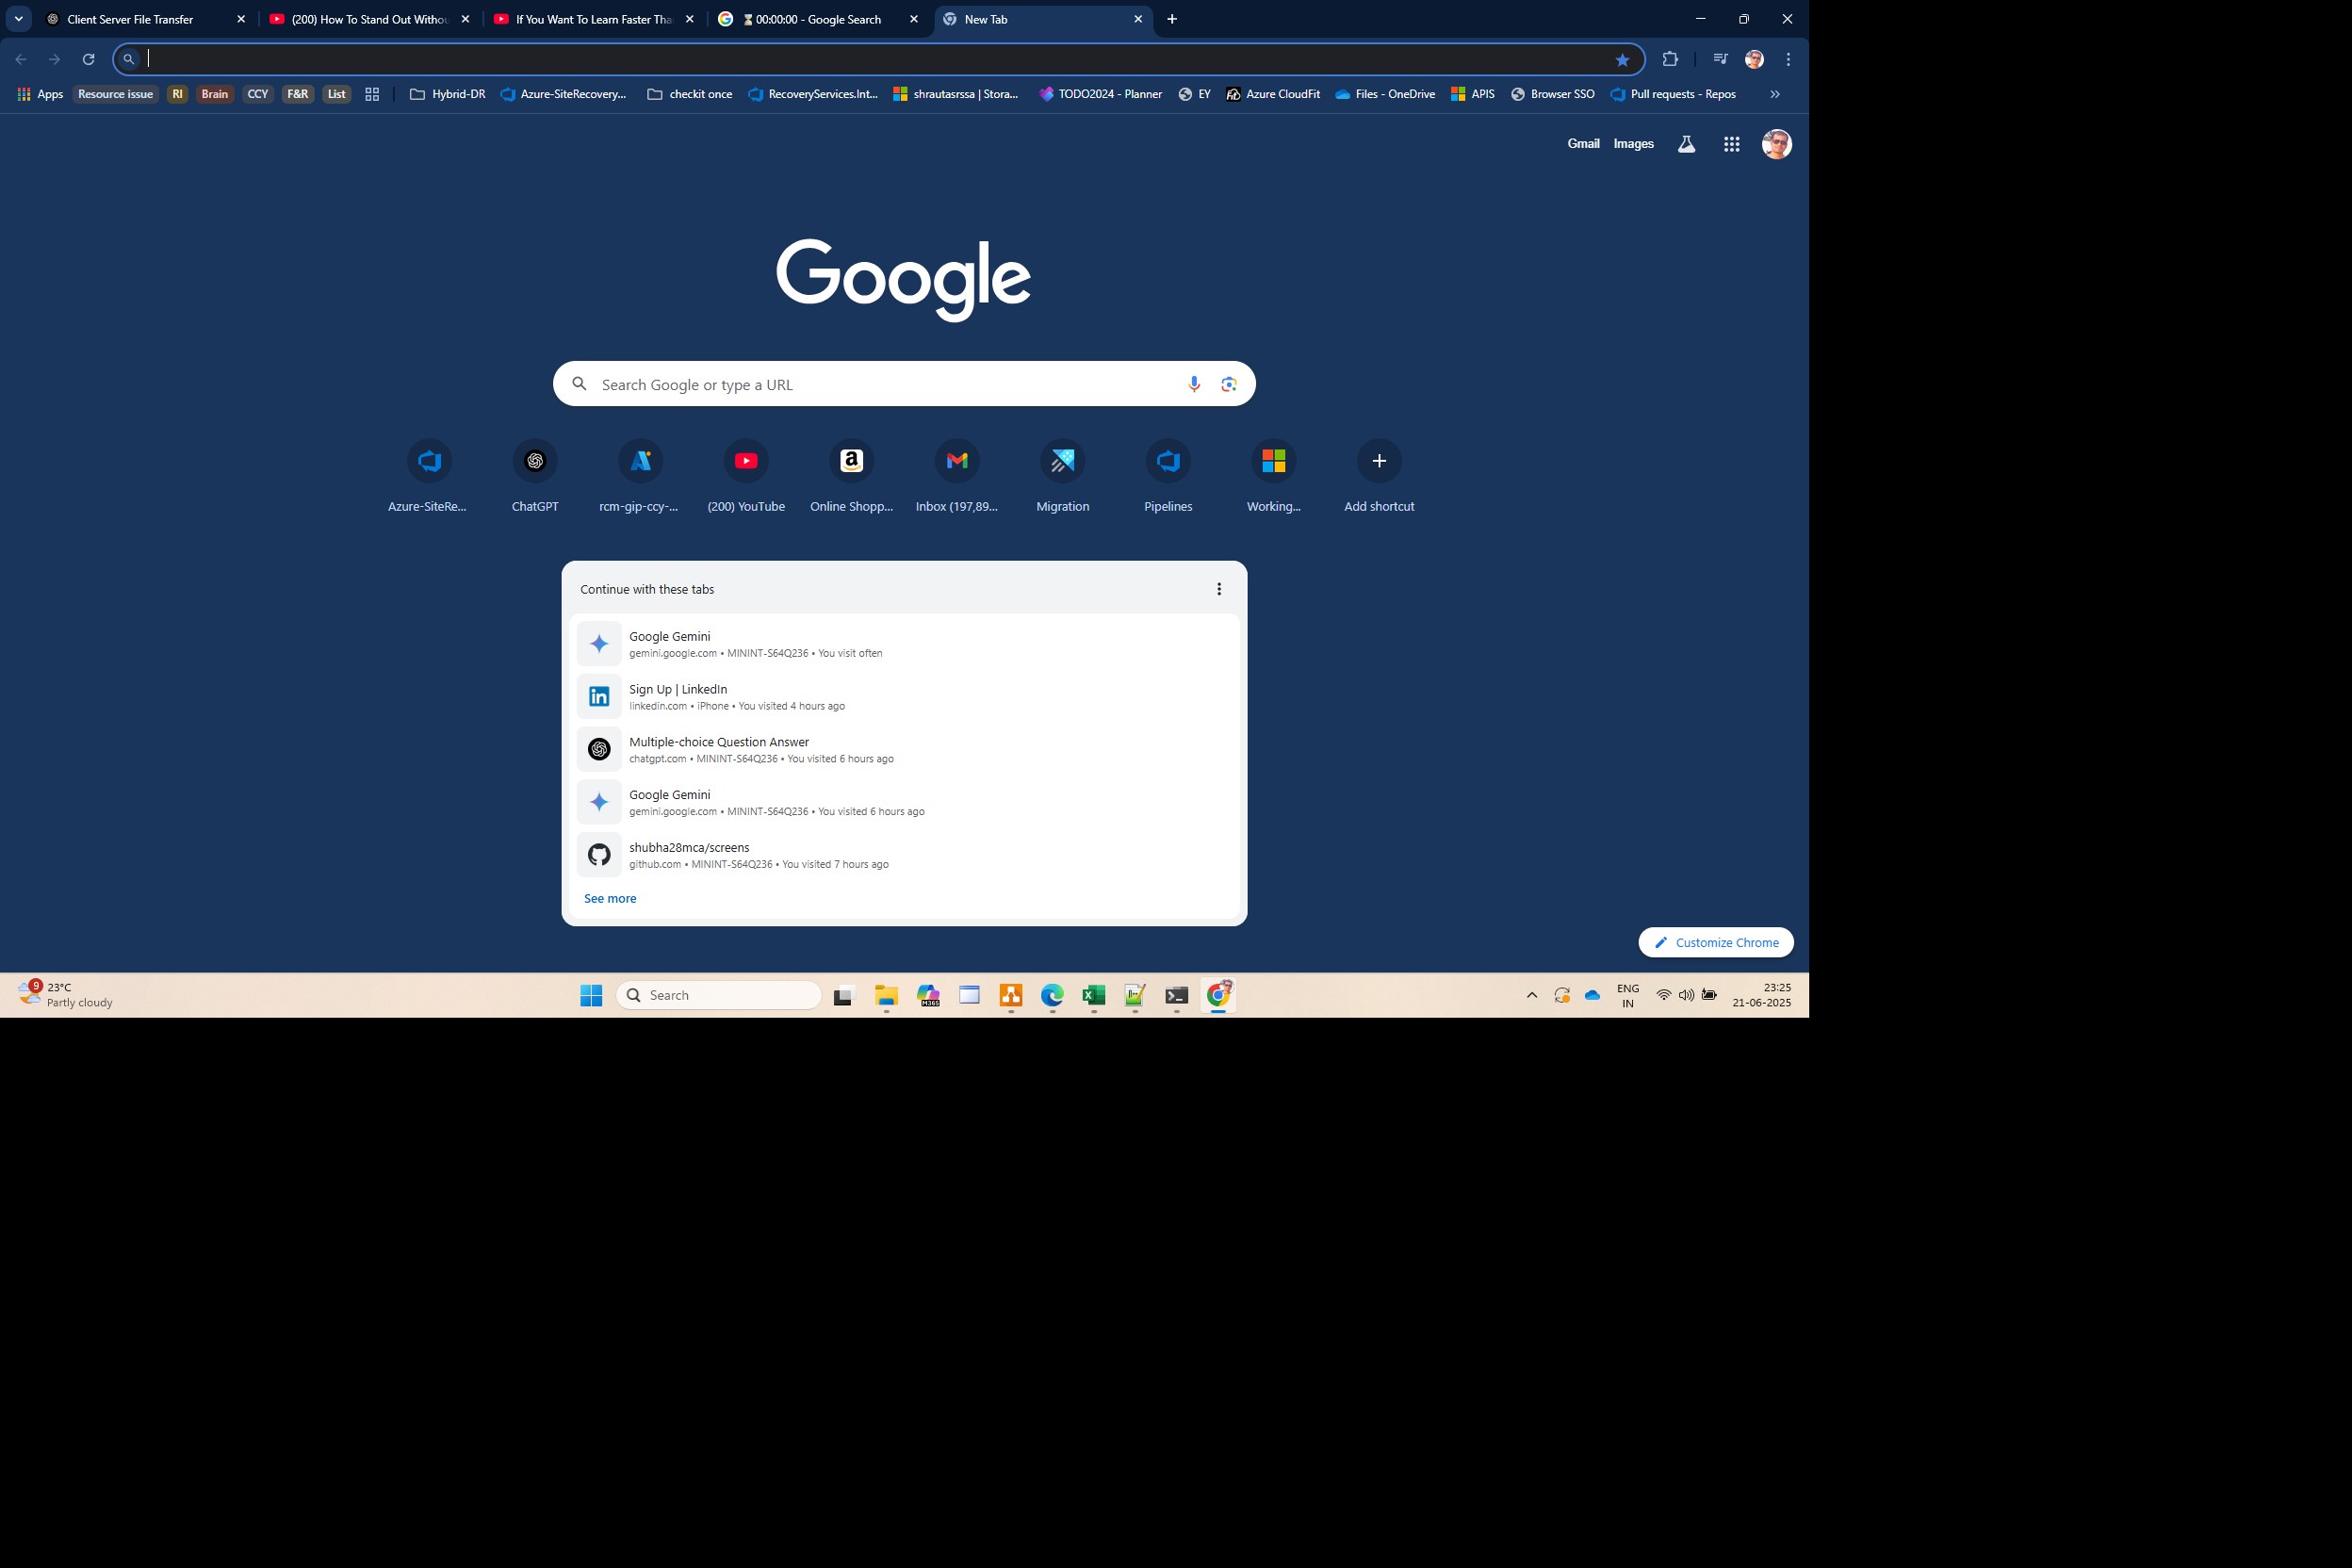 Client Server File Transfer
(200) How To Stand Out Withou
If You Want To Learn Faster Tha
⌛00:00:00 - Google Search
New Tab
Apps Resource issue RI Brain CCY F&R List Hybrid-DR Azure-SiteRecovery... checkit once RecoveryServices.Int... shrautasrssa | Stora... TODO2024 - Planner EY Azure CloudFit Files - OneDrive APIS Browser SSO Pull requests - Repos »
Gmail Images
Google
Search Google or type a URL
Azure-SiteRe... ChatGPT rcm-gip-ccy-... (200) YouTube Online Shopp... Inbox (197,89... Migration Pipelines Working... Add shortcut
Continue with these tabs
Google Gemini
gemini.google.com • MININT-S64Q236 • You visit often
Sign Up | LinkedIn
linkedin.com • iPhone • You visited 4 hours ago
Multiple-choice Question Answer
chatgpt.com • MININT-S64Q236 • You visited 6 hours ago
Google Gemini
gemini.google.com • MININT-S64Q236 • You visited 6 hours ago
shubha28mca/screens
github.com • MININT-S64Q236 • You visited 7 hours ago
See more
Customize Chrome
9
23°C
Partly cloudy
Search
M365
ENG
IN
23:25
21-06-2025